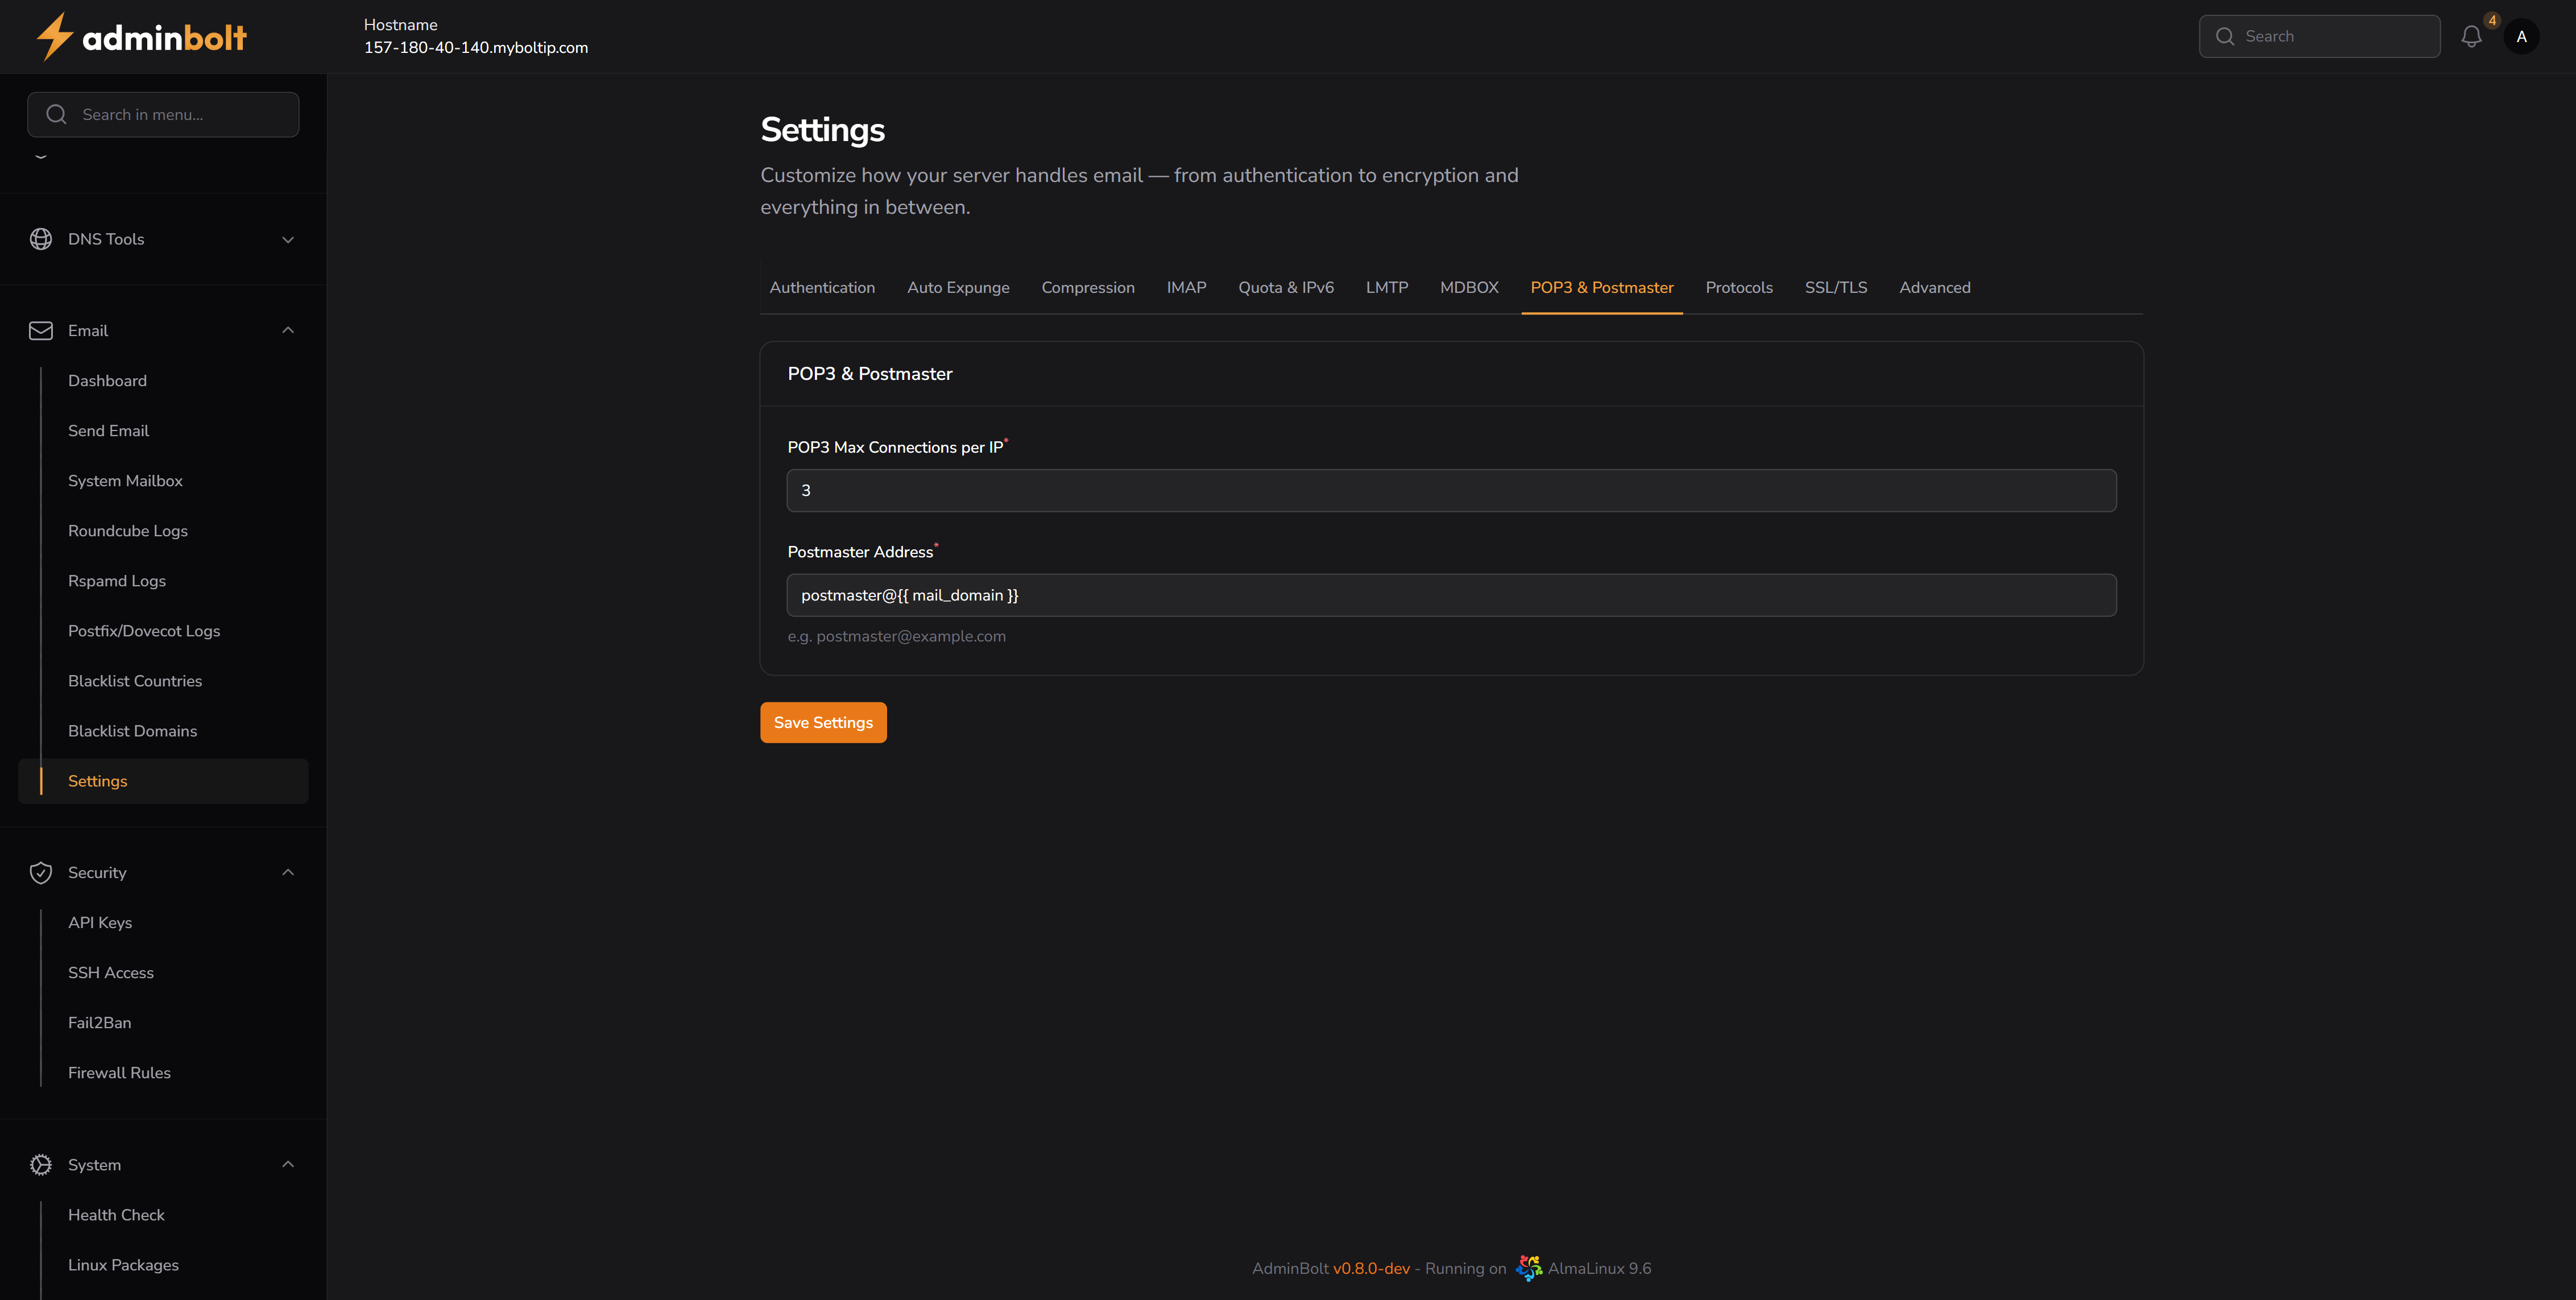 adminbolt
Hostname
157-180-40-140.myboltip.com
Search
4
A
Search in menu...
DNS Tools
Email
Dashboard
Send Email
System Mailbox
Roundcube Logs
Rspamd Logs
Postfix/Dovecot Logs
Blacklist Countries
Blacklist Domains
Settings
Security
API Keys
SSH Access
Fail2Ban
Firewall Rules
System
Health Check
Linux Packages
Settings
Customize how your server handles email — from authentication to encryption and
everything in between.
Authentication Auto Expunge Compression IMAP Quota & IPv6 LMTP MDBOX POP3 & Postmaster Protocols SSL/TLS Advanced
POP3 & Postmaster
POP3 Max Connections per IP*
3
Postmaster Address*
postmaster@{{ mail_domain }}
e.g. postmaster@example.com
Save Settings
AdminBolt v0.8.0-dev - Running on AlmaLinux 9.6